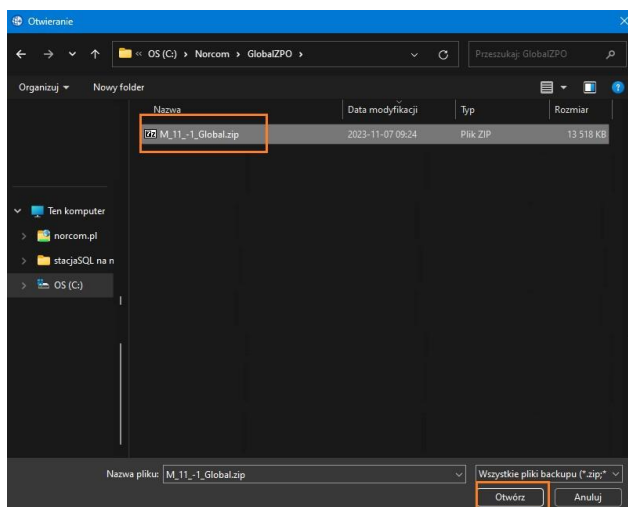 Otwieranie
« OS (C:) › Norcom › GlobalZPO ›
Przeszukaj: GlobalZPO
Organizuj
Nowy folder
Nazwa Data modyfikacji Typ Rozmiar
M_11_-1_Global.zip 2023-11-07 09:24 Plik ZIP 13 518 KB
Ten komputer
norcom.pl
stacjaSQL na n
OS (C:)
Nazwa pliku: M_11_-1_Global.zip Wszystkie pliki backupu (*.zip;*
Otwórz Anuluj